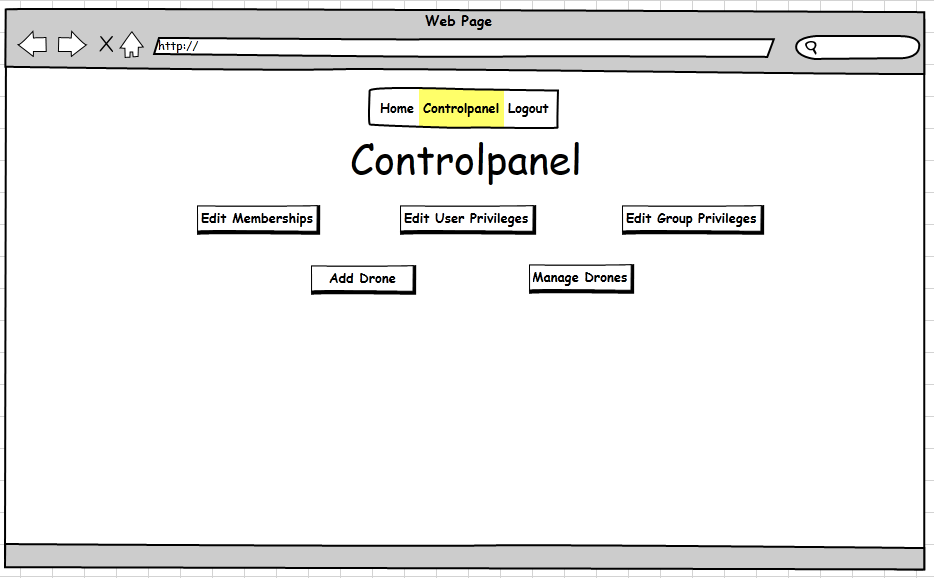 Web Page
http://
Home Controlpanel Logout
Controlpanel
Edit Memberships Edit User Privileges Edit Group Privileges
Add Drone Manage Drones